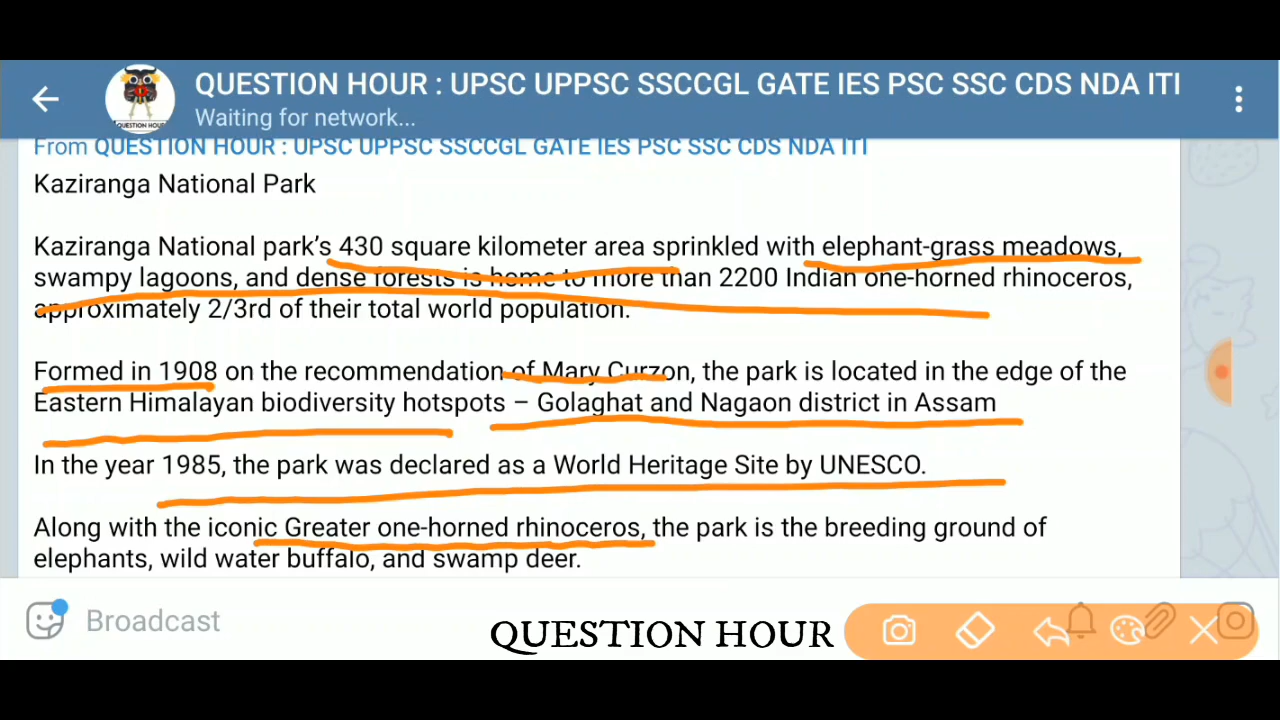 QUESTION HOUR : UPSC UPPSC SSCCGL GATE IES PSC SSC CDS NDA ITI
QUESTION HOUR
Waiting for network...
From QUESTION HOUR : UPSC UPPSC SSCCGL GATE IES PSC SSC CDS NDA ITI
Kaziranga National Park
Kaziranga National park's 430 square kilometer area sprinkled with elephant-grass meadows,
swampy lagoons, and dense forests is home to more than 2200 Indian one-horned rhinoceros,
approximately 2/3rd of their total world population.
Formed in 1908 on the recommendation of Mary Curzon, the park is located in the edge of the
Eastern Himalayan biodiversity hotspots – Golaghat and Nagaon district in Assam
In the year 1985, the park was declared as a World Heritage Site by UNESCO.
Along with the iconic Greater one-horned rhinoceros, the park is the breeding ground of
elephants, wild water buffalo, and swamp deer.
Broadcast
QUESTION HOUR